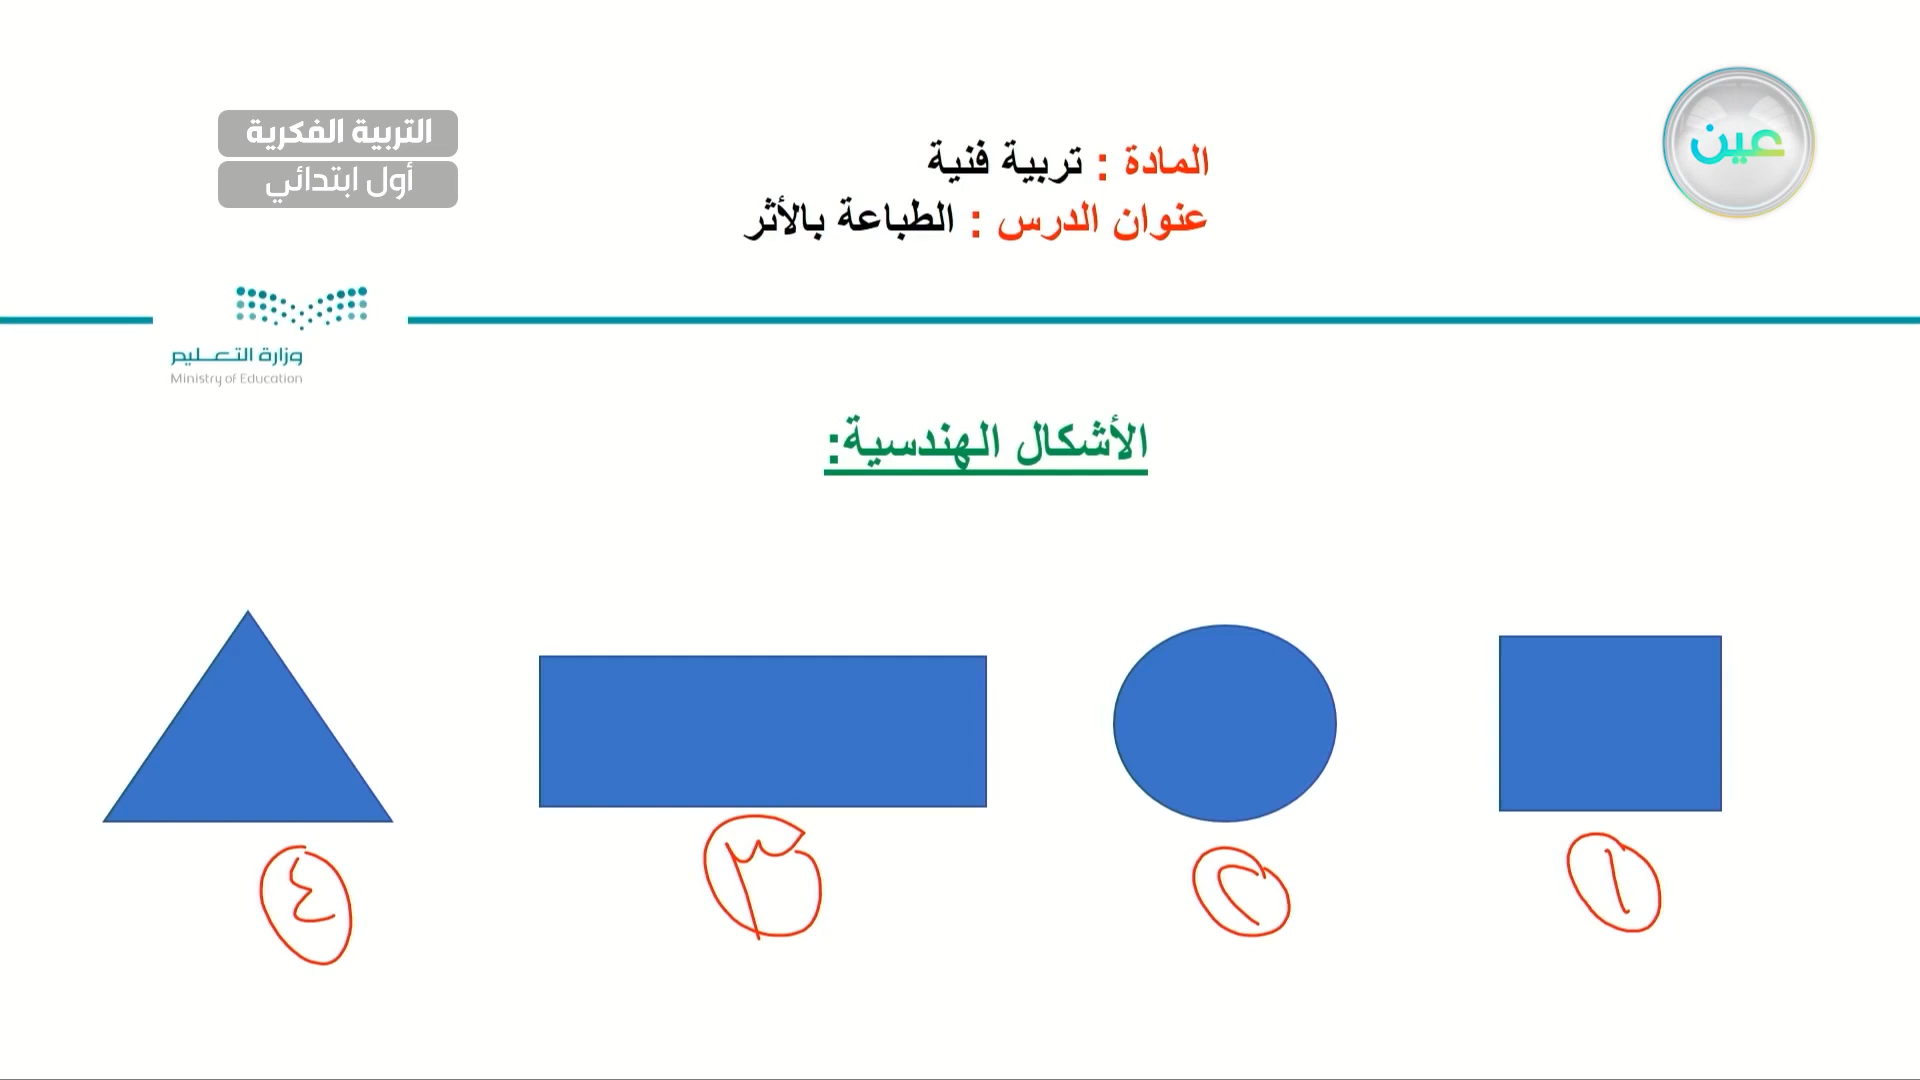 عين
المادة : تربية فنية
عنوان الدرس : الطباعة بالأثر
التربية الفكرية
أول ابتدائي
وزارة التعـليم
Ministry of Education
الأشكال الهندسية:
١
٢
٣
٤